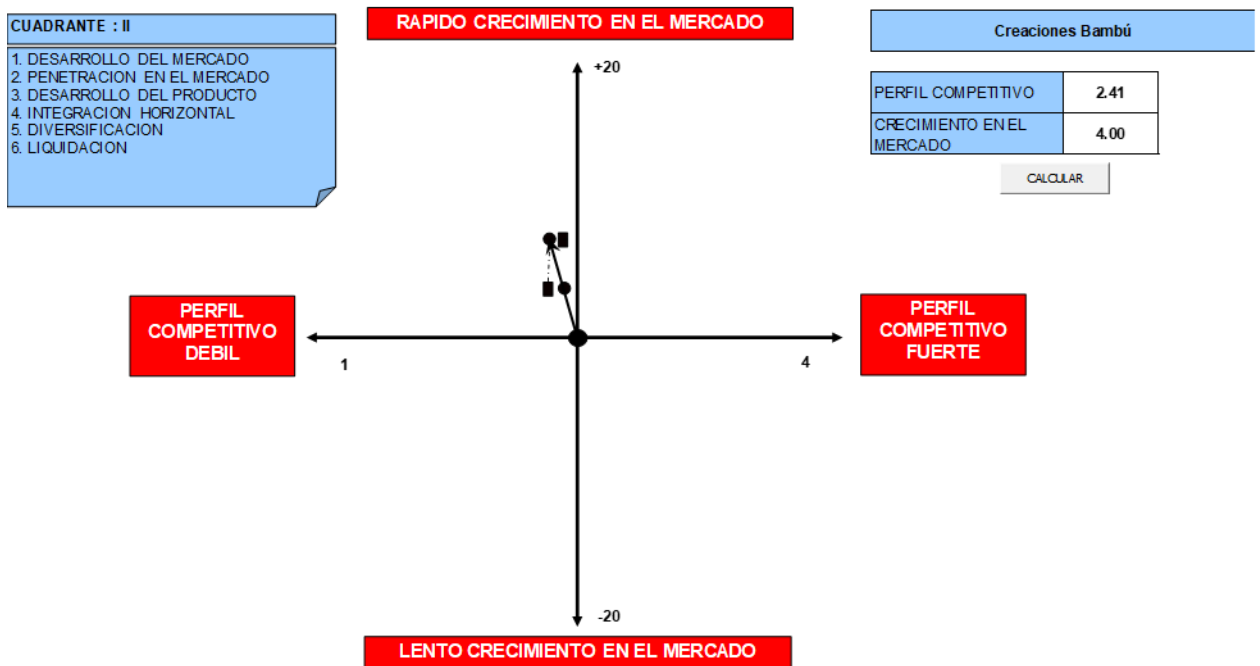 CUADRANTE : II
1. DESARROLLO DEL MERCADO
2. PENETRACION EN EL MERCADO
3. DESARROLLO DEL PRODUCTO
4. INTEGRACION HORIZONTAL
5. DIVERSIFICACION
6. LIQUIDACION
RAPIDO CRECIMIENTO EN EL MERCADO
+20
Creaciones Bambú
PERFIL COMPETITIVO 2.41
CRECIMIENTO EN EL
MERCADO 4.00
CALCULAR
PERFIL
COMPETITIVO
DEBIL
1
4
PERFIL
COMPETITIVO
FUERTE
-20
LENTO CRECIMIENTO EN EL MERCADO